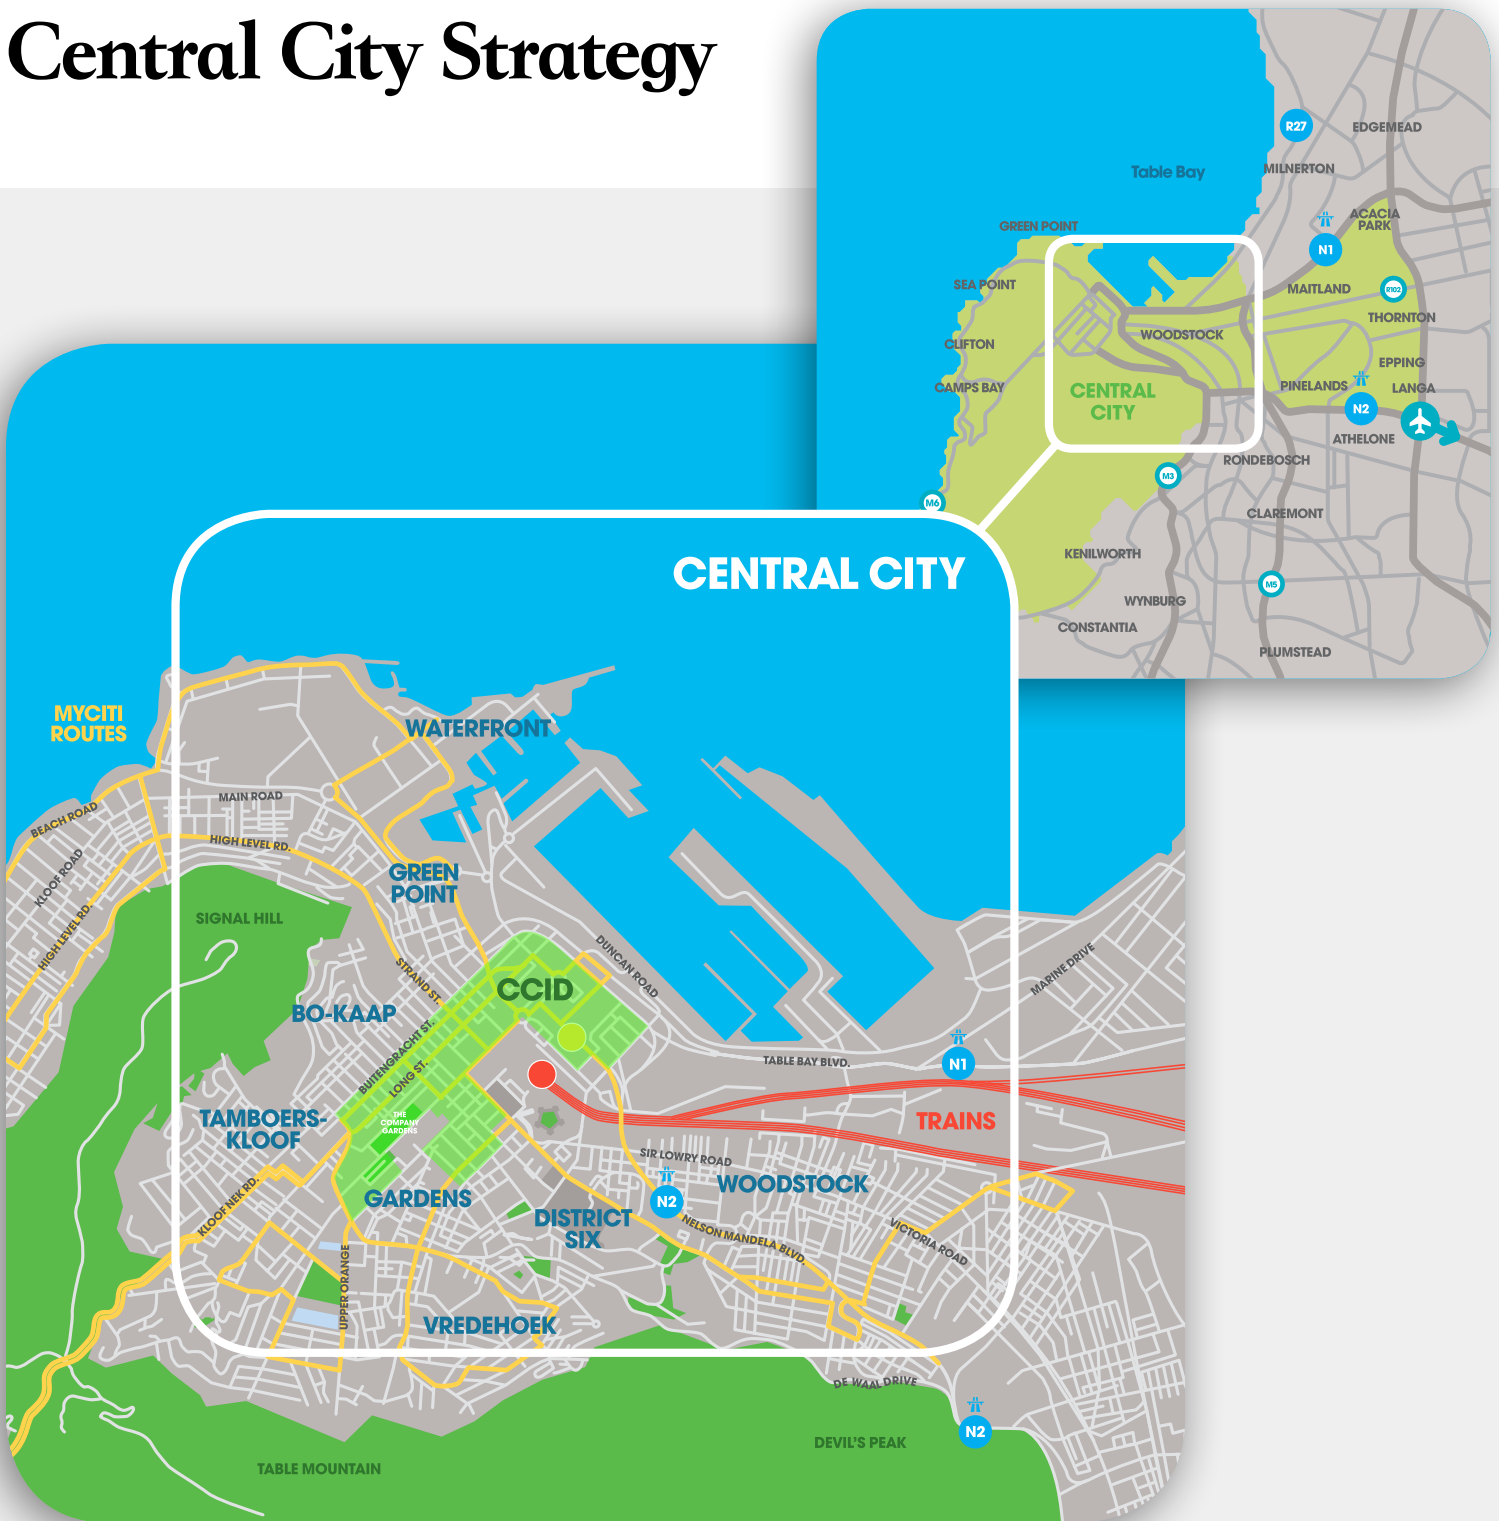 Central City Strategy
R27
EDGEMEAD
MILNERTON
Table Bay
ACACIA
PARK
GREEN POINT
N1
SEA POINT
MAITLAND
R102
THORNTON
WOODSTOCK
CLIFTON
EPPING
CAMPS BAY
CENTRAL
CITY
PINELANDS
LANGA
N2
ATHELONE
RONDEBOSCH
M3
M6
CLAREMONT
KENILWORTH
M5
WYNBURG
CONSTANTIA
PLUMSTEAD
CENTRAL CITY
MYCITI
ROUTES
WATERFRONT
MAIN ROAD
BEACH ROAD
HIGH LEVEL RD.
KLOOF ROAD
GREEN
POINT
HIGH LEVEL RD.
SIGNAL HILL
STRAND ST.
DUNCAN ROAD
CCID
MARINE DRIVE
BO-KAAP
BUITENGRACHT ST.
LONG ST.
TABLE BAY BLVD.
N1
THE
COMPANY
GARDENS
TAMBOERS-
KLOOF
TRAINS
SIR LOWRY ROAD
WOODSTOCK
GARDENS
N2
KLOOF NEK RD.
DISTRICT
SIX
NELSON MANDELA BLVD.
VICTORIA ROAD
UPPER ORANGE
VREDEHOEK
DE WAAL DRIVE
N2
DEVIL'S PEAK
TABLE MOUNTAIN